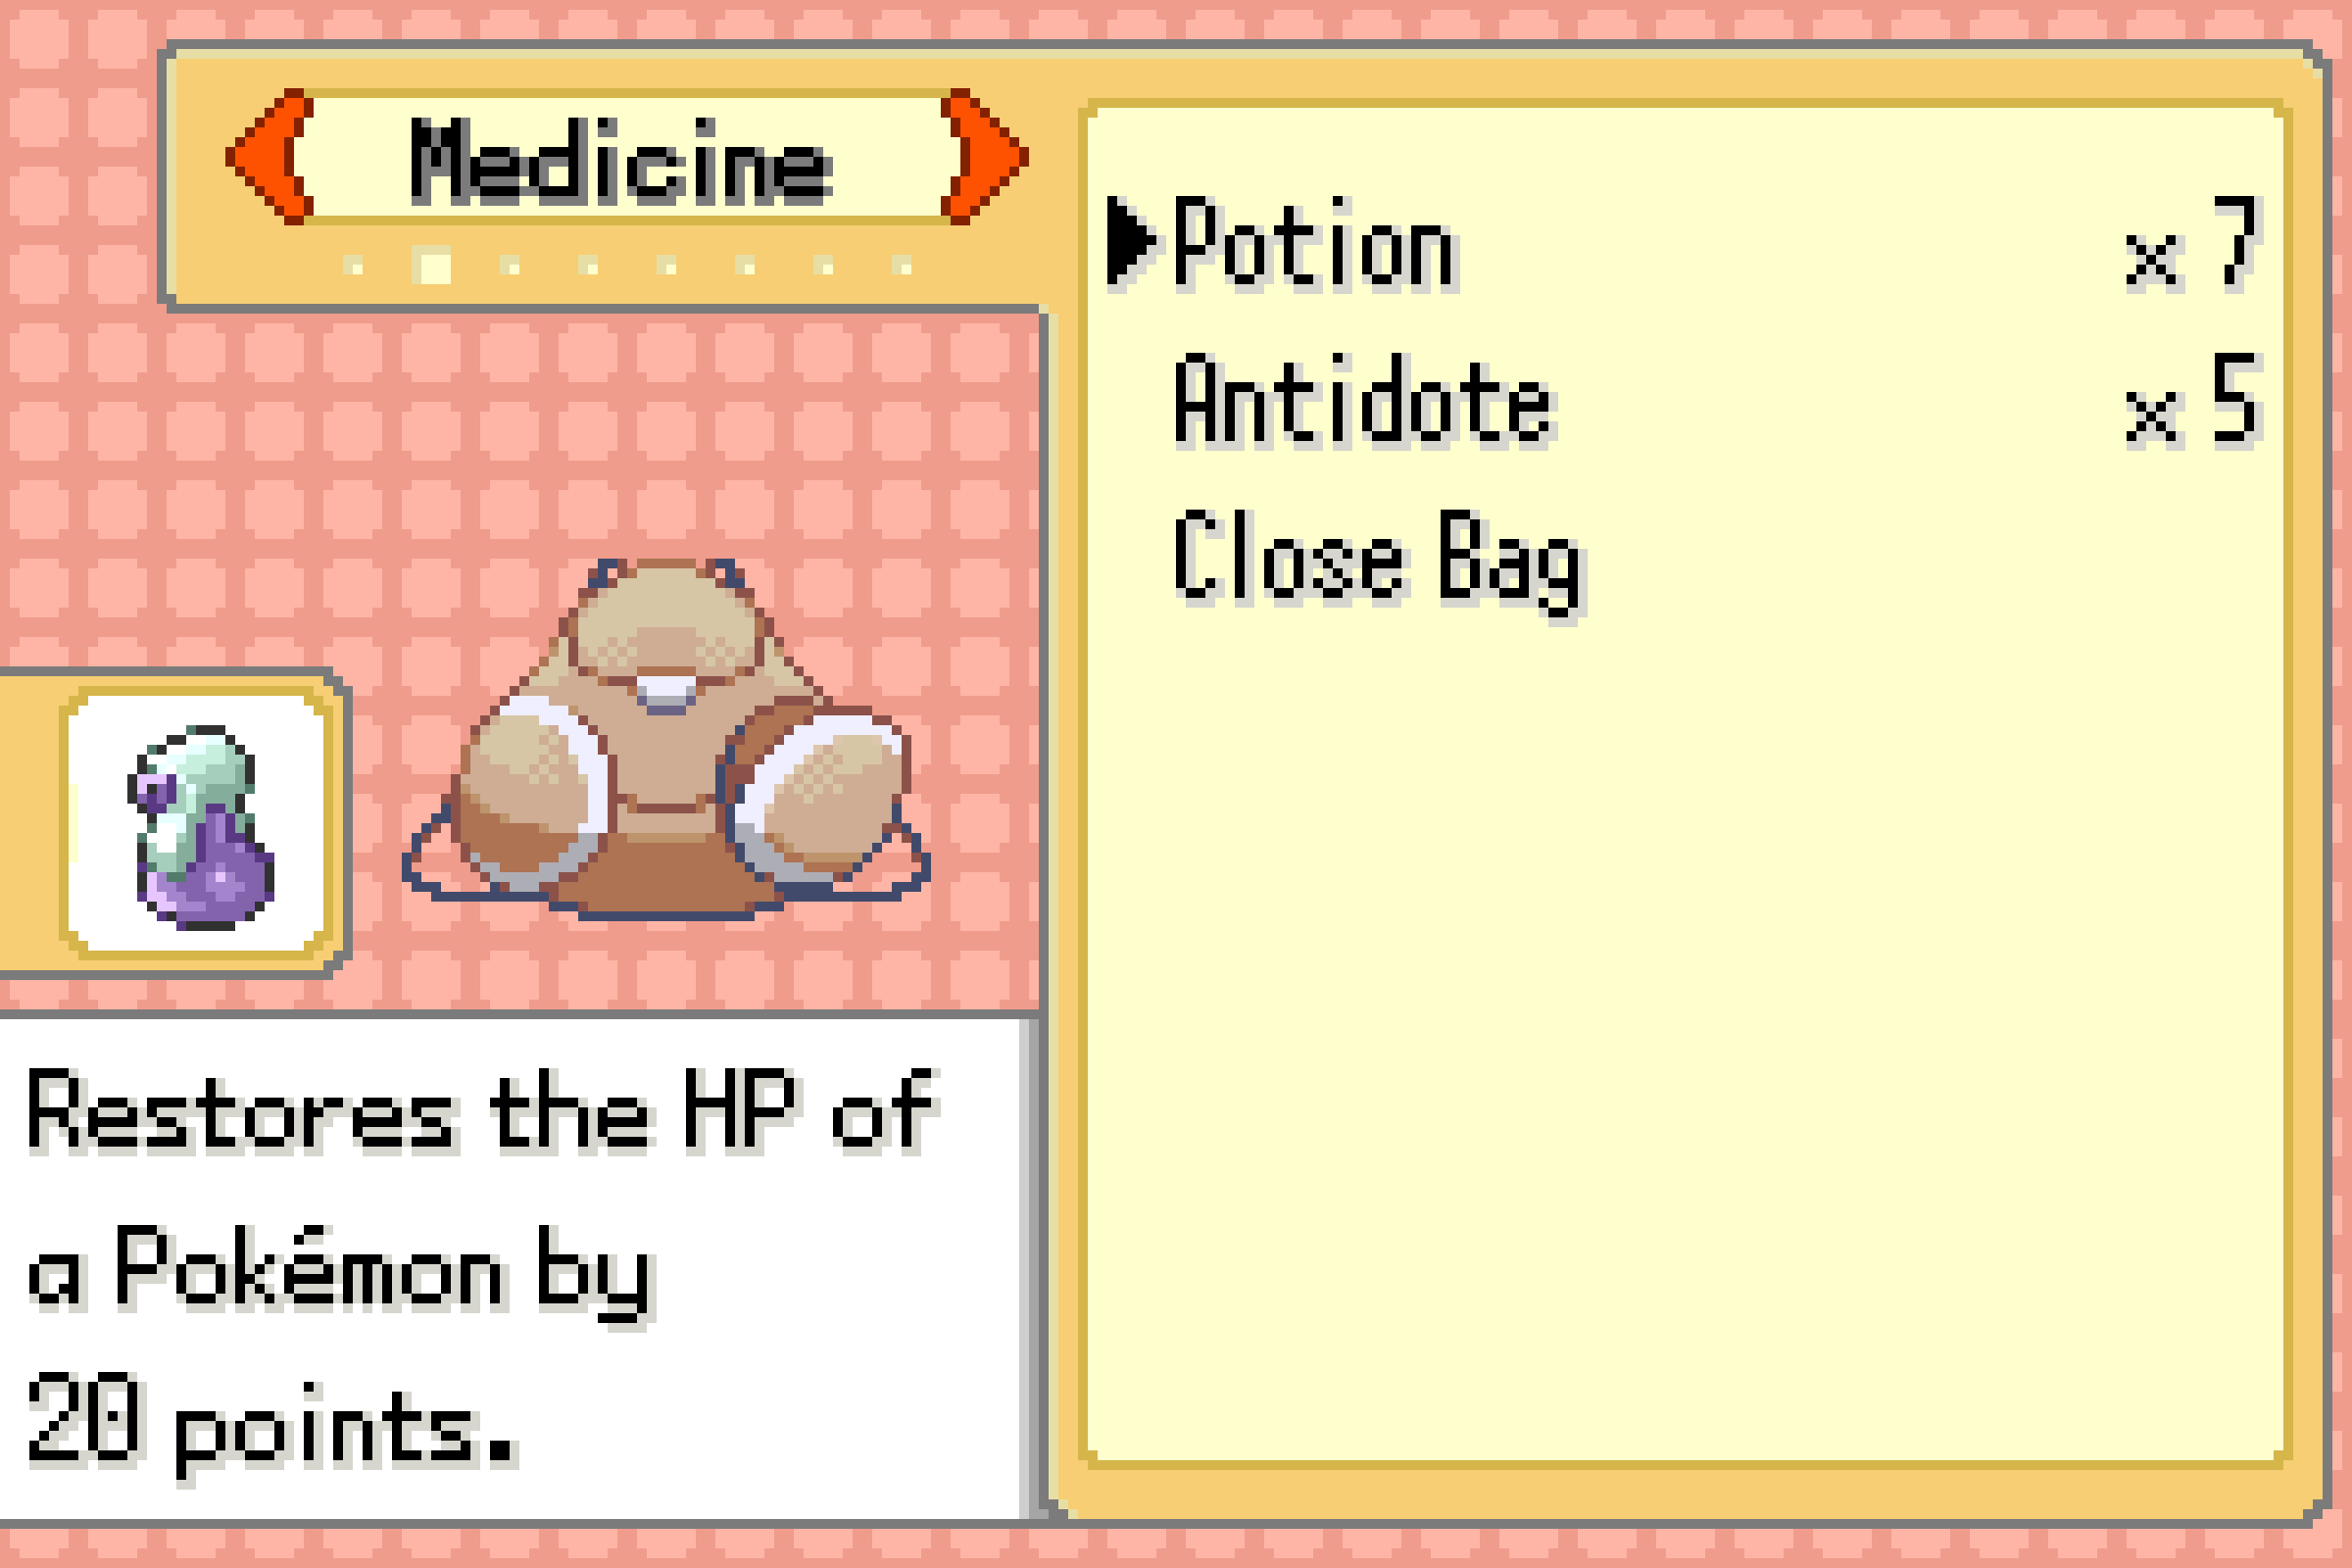 Medicine
Potion x 7
Antidote x 5
Close Bag
Restores the HP of
a Pokémon by
20 points.